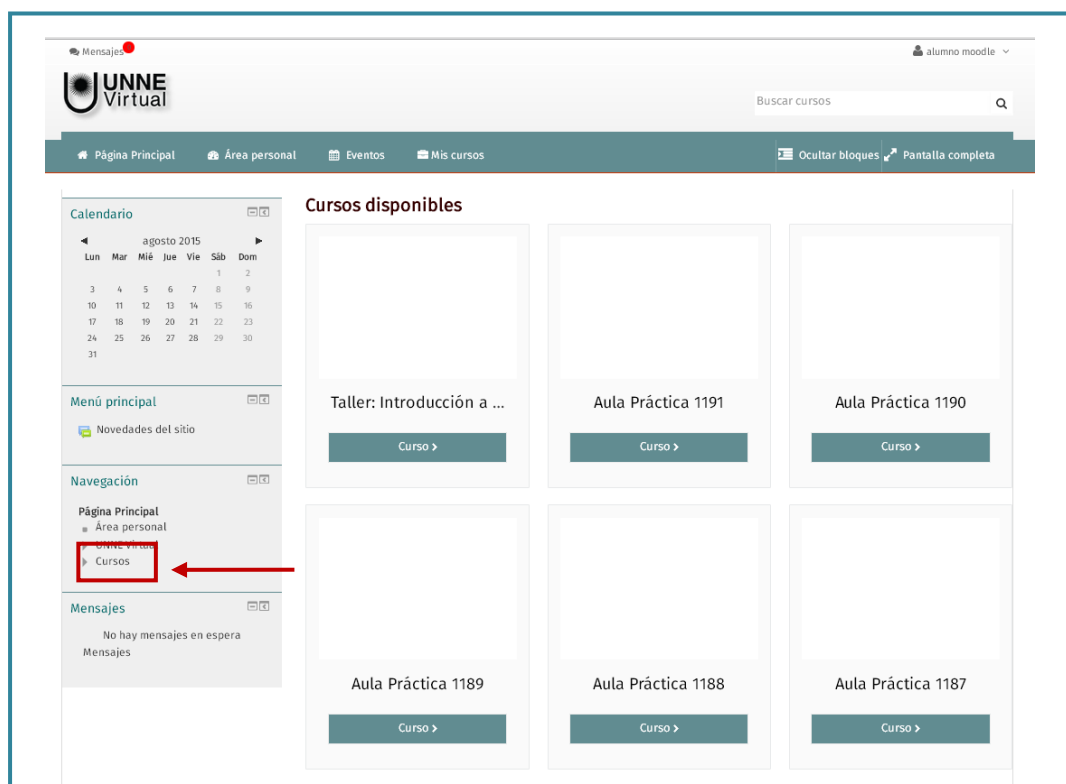 Mensajes
alumno moodle
UNNE
Virtual
Buscar cursos
Página Principal Área personal Eventos Mis cursos Ocultar bloques Pantalla completa
Calendario
agosto 2015
Lun Mar Mié Jue Vie Sáb Dom
1 2
3 4 5 6 7 8 9
10 11 12 13 14 15 16
17 18 19 20 21 22 23
24 25 26 27 28 29 30
31
Menú principal
Novedades del sitio
Navegación
Página Principal
Área personal
UNNE Virtual
Cursos
Mensajes
No hay mensajes en espera
Mensajes
Cursos disponibles
Taller: Introducción a ...
Curso
Aula Práctica 1191
Curso
Aula Práctica 1190
Curso
Aula Práctica 1189
Curso
Aula Práctica 1188
Curso
Aula Práctica 1187
Curso